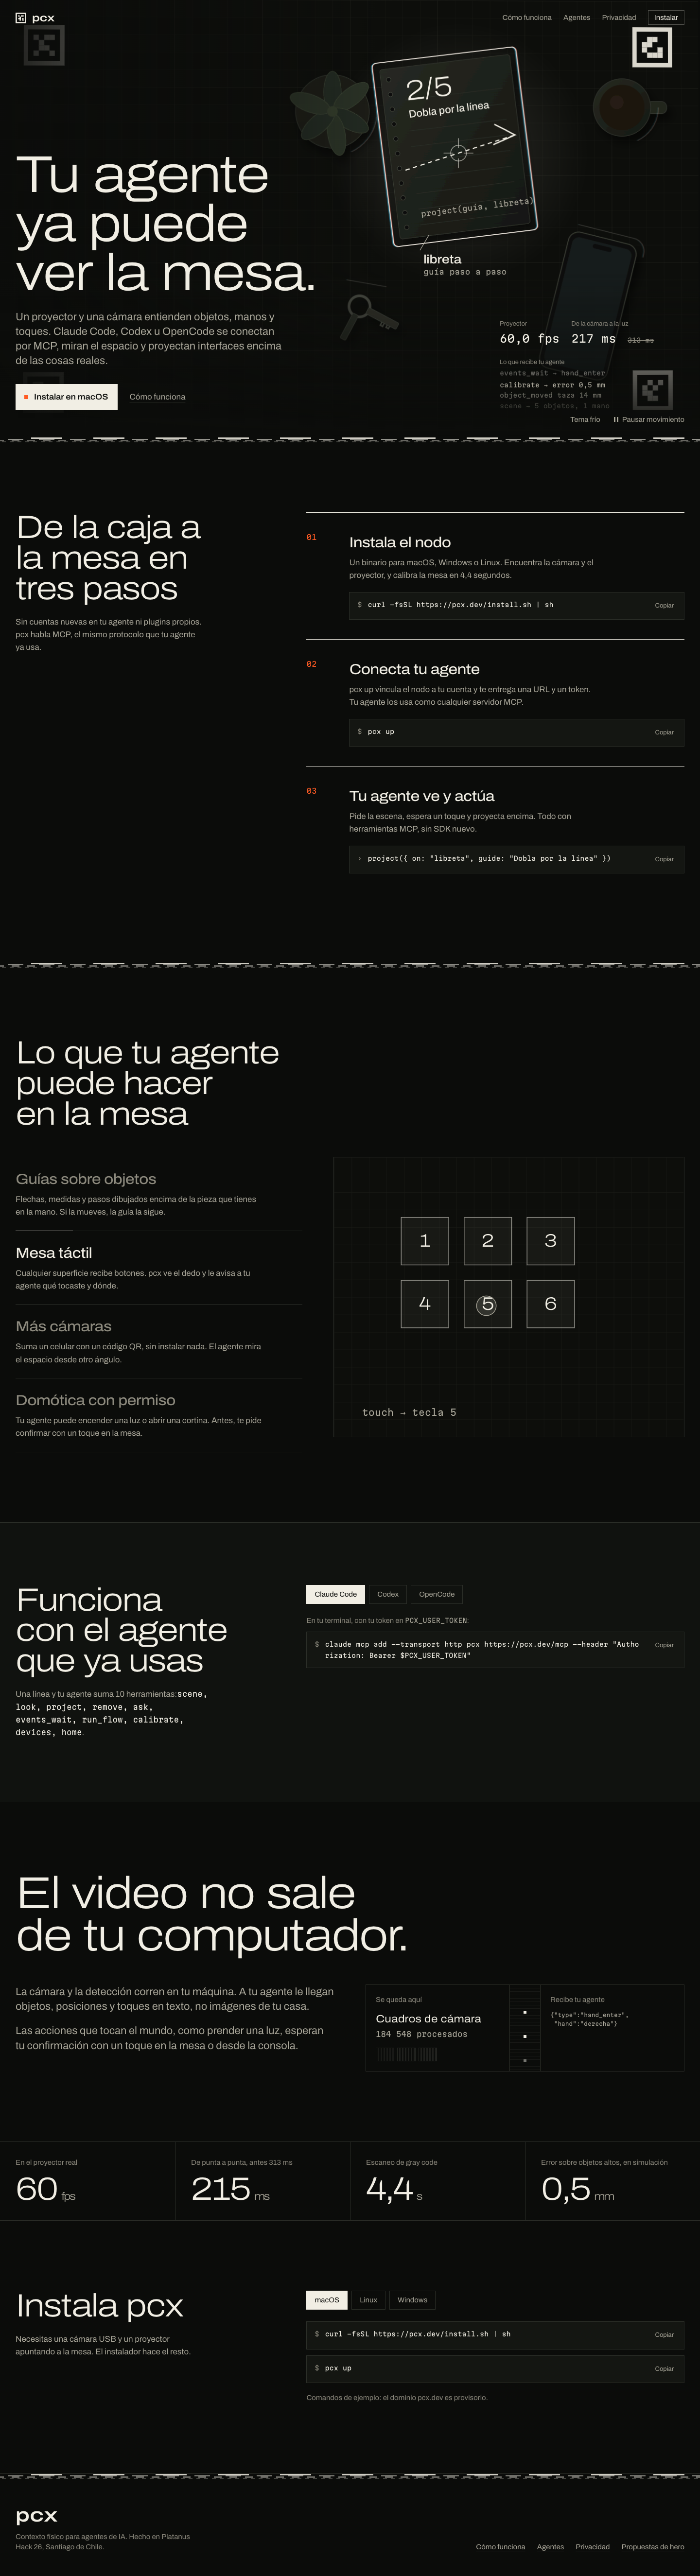 pcx
Cómo funciona
Agentes
Privacidad
Instalar
2/5
Dobla por la línea
project(guía, libreta)
libreta
guía paso a paso
Tu agente
ya puede
ver la mesa.
Un proyector y una cámara entienden objetos, manos y
toques. Claude Code, Codex u OpenCode se conectan
por MCP, miran el espacio y proyectan interfaces encima
de las cosas reales.
Instalar en macOS
Cómo funciona
Proyector
De la cámara a la luz
60,0 fps
217 ms
313 ms
Lo que recibe tu agente
events_wait → hand_enter
calibrate → error 0,5 mm
object_moved taza 14 mm
scene → 5 objetos, 1 mano
Tema frío
Pausar movimiento
De la caja a
la mesa en
tres pasos
Sin cuentas nuevas en tu agente ni plugins propios.
pcx habla MCP, el mismo protocolo que tu agente
ya usa.
01
Instala el nodo
Un binario para macOS, Windows o Linux. Encuentra la cámara y el
proyector, y calibra la mesa en 4,4 segundos.
$ curl -fsSL https://pcx.dev/install.sh | sh
Copiar
02
Conecta tu agente
pcx up vincula el nodo a tu cuenta y te entrega una URL y un token.
Tu agente los usa como cualquier servidor MCP.
$ pcx up
Copiar
03
Tu agente ve y actúa
Pide la escena, espera un toque y proyecta encima. Todo con
herramientas MCP, sin SDK nuevo.
› project({ on: "libreta", guide: "Dobla por la línea" })
Copiar
Lo que tu agente
puede hacer
en la mesa
Guías sobre objetos
Flechas, medidas y pasos dibujados encima de la pieza que tienes
en la mano. Si la mueves, la guía la sigue.
Mesa táctil
Cualquier superficie recibe botones. pcx ve el dedo y le avisa a tu
agente qué tocaste y dónde.
Más cámaras
Suma un celular con un código QR, sin instalar nada. El agente mira
el espacio desde otro ángulo.
Domótica con permiso
Tu agente puede encender una luz o abrir una cortina. Antes, te pide
confirmar con un toque en la mesa.
1
2
3
4
5
6
touch → tecla 5
Funciona
con el agente
que ya usas
Una línea y tu agente suma 10 herramientas: scene,
look, project, remove, ask,
events_wait, run_flow, calibrate,
devices, home.
Claude Code
Codex
OpenCode
En tu terminal, con tu token en PCX_USER_TOKEN:
$ claude mcp add --transport http pcx https://pcx.dev/mcp --header "Autho
rization: Bearer $PCX_USER_TOKEN"
Copiar
El video no sale
de tu computador.
La cámara y la detección corren en tu máquina. A tu agente le llegan
objetos, posiciones y toques en texto, no imágenes de tu casa.
Las acciones que tocan el mundo, como prender una luz, esperan
tu confirmación con un toque en la mesa o desde la consola.
Se queda aquí
Cuadros de cámara
184 548 procesados
Recibe tu agente
{"type":"hand_enter",
"hand":"derecha"}
En el proyector real
60 fps
De punta a punta, antes 313 ms
215 ms
Escaneo de gray code
4,4 s
Error sobre objetos altos, en simulación
0,5 mm
Instala pcx
Necesitas una cámara USB y un proyector
apuntando a la mesa. El instalador hace el resto.
macOS
Linux
Windows
$ curl -fsSL https://pcx.dev/install.sh | sh
Copiar
$ pcx up
Copiar
Comandos de ejemplo: el dominio pcx.dev es provisorio.
pcx
Contexto físico para agentes de IA. Hecho en Platanus
Hack 26, Santiago de Chile.
Cómo funciona
Agentes
Privacidad
Propuestas de hero